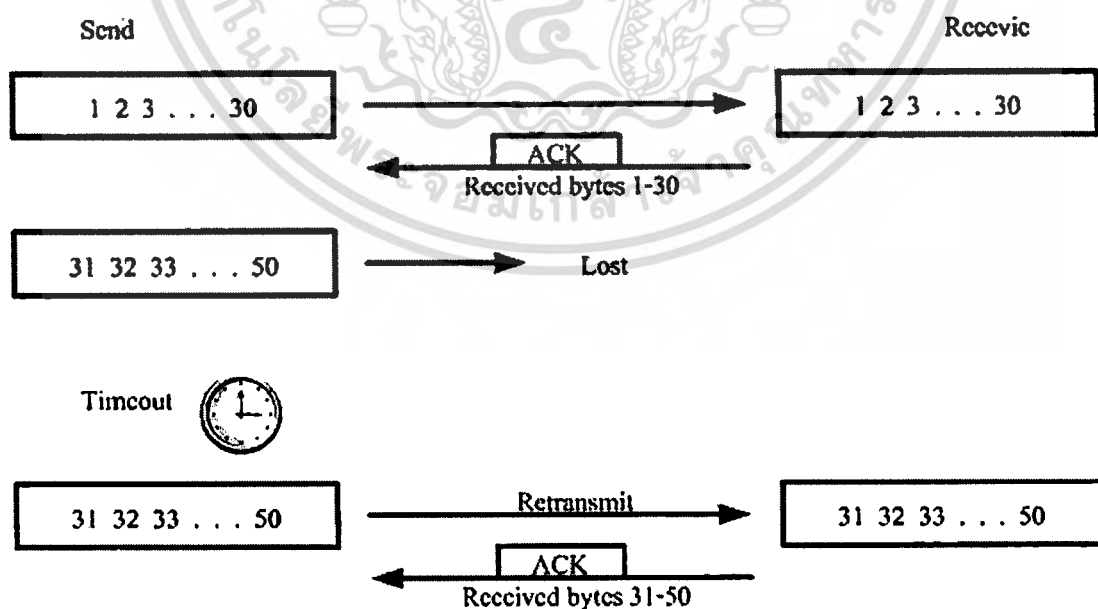 Send Recevie
1 2 3 . . . 30 1 2 3 . . . 30
ACK
Received bytes 1-30
31 32 33 . . . 50 Lost
Timeout
31 32 33 . . . 50 Retransmit 31 32 33 . . . 50
ACK
Received bytes 31-50